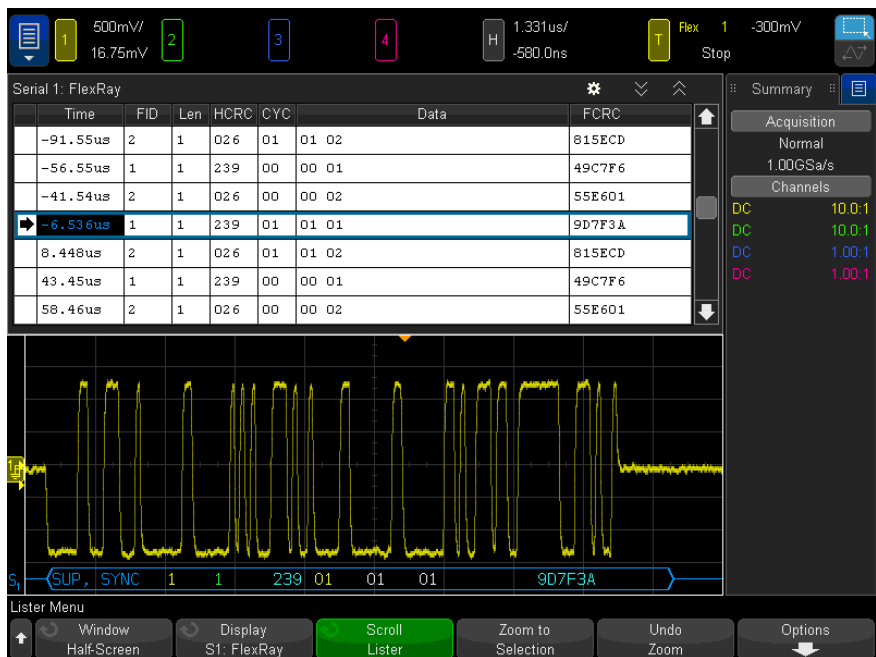 1 500mV/ 2 3 4 H 1.331us/ T Flex 1 -300mV
16.75mV -580.0ns Stop
Serial 1: FlexRay
Time FID Len HCRC CYC Data FCRC
-91.55us 2 1 026 01 01 02 815ECD
-56.55us 1 1 239 00 00 01 49C7F6
-41.54us 2 1 026 00 00 02 55E601
-6.536us 1 1 239 01 01 01 9D7F3A
8.448us 2 1 026 01 01 02 815ECD
43.45us 1 1 239 00 00 01 49C7F6
58.46us 2 1 026 00 00 02 55E601
Summary
Acquisition
Normal
1.00GSa/s
Channels
DC 10.0:1
DC 10.0:1
DC 1.00:1
DC 1.00:1
1
S1 SUP, SYNC 1 1 239 01 01 01 9D7F3A
Lister Menu
Window
Half-Screen
Display
S1: FlexRay
Scroll
Lister
Zoom to
Selection
Undo
Zoom
Options